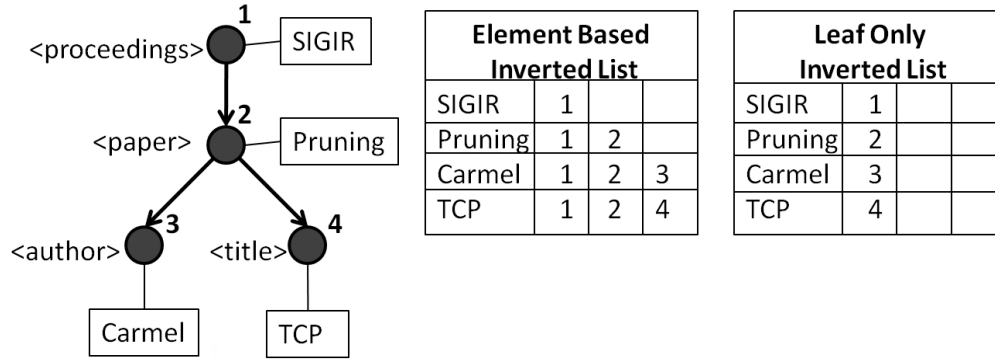 1
<proceedings>
SIGIR
2
<paper>
Pruning
3
4
<author>
<title>
Carmel
TCP
Element Based
Inverted List
SIGIR 1
Pruning 1 2
Carmel 1 2 3
TCP 1 2 4
Leaf Only
Inverted List
SIGIR 1
Pruning 2
Carmel 3
TCP 4